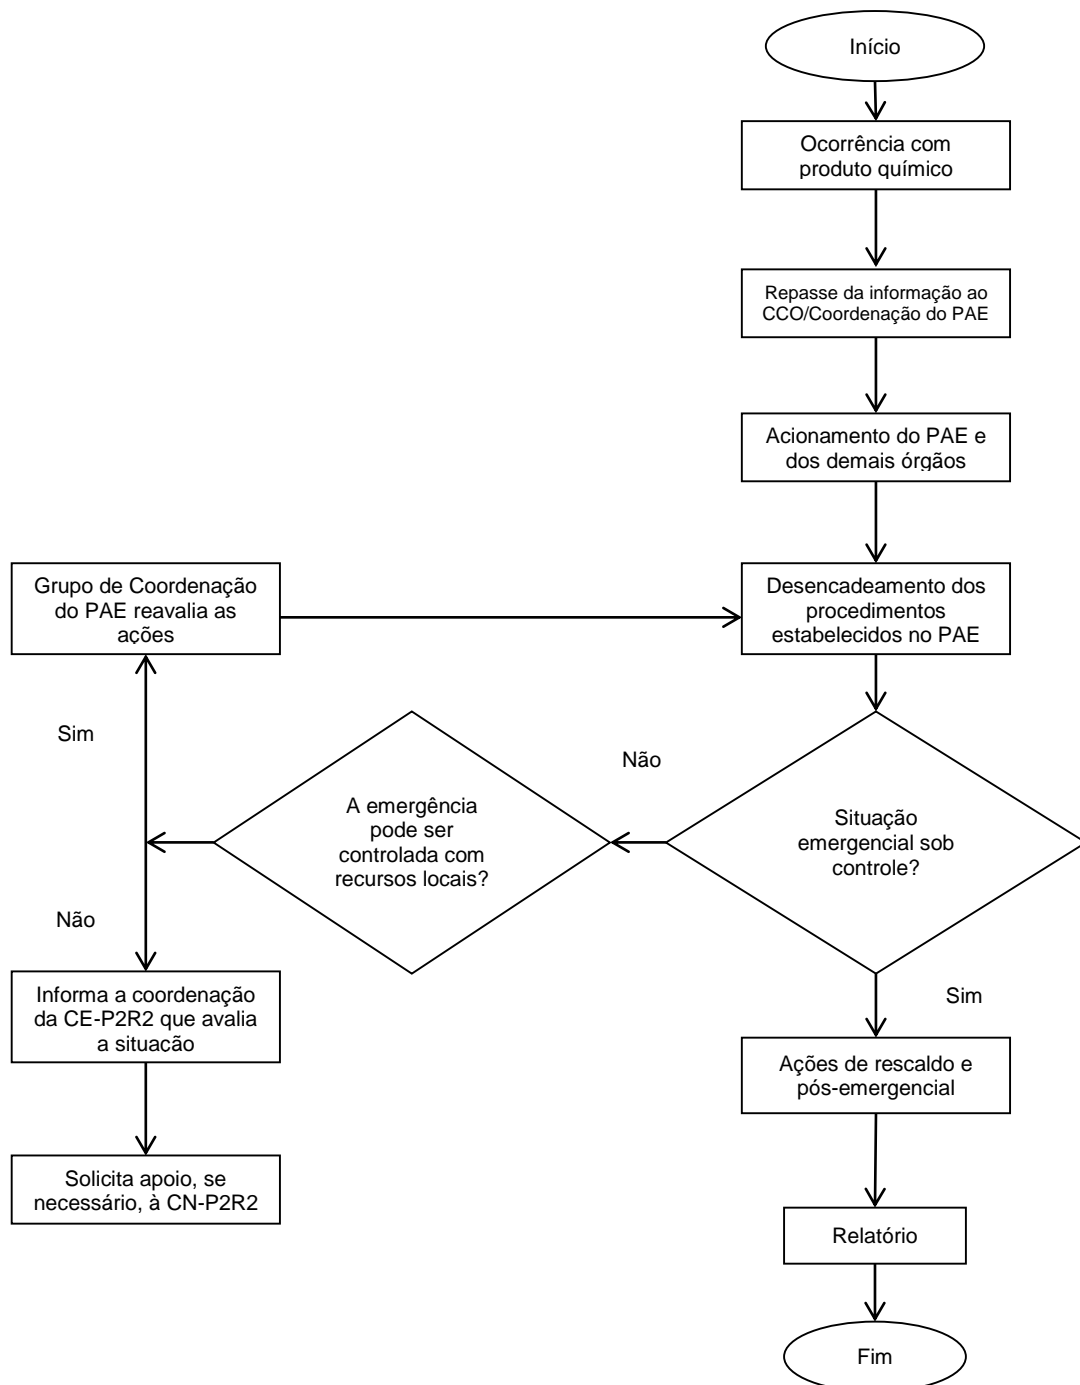 Início
Ocorrência com
produto químico
Repasse da informação ao
CCO/Coordenação do PAE
Acionamento do PAE e
dos demais órgãos
Grupo de Coordenação
do PAE reavalia as
ações
Desencadeamento dos
procedimentos
estabelecidos no PAE
Sim
Não
A emergência
pode ser
controlada com
recursos locais?
Situação
emergencial sob
controle?
Não
Informa a coordenação
da CE-P2R2 que avalia
a situação
Sim
Ações de rescaldo e
pós-emergencial
Solicita apoio, se
necessário, à CN-P2R2
Relatório
Fim